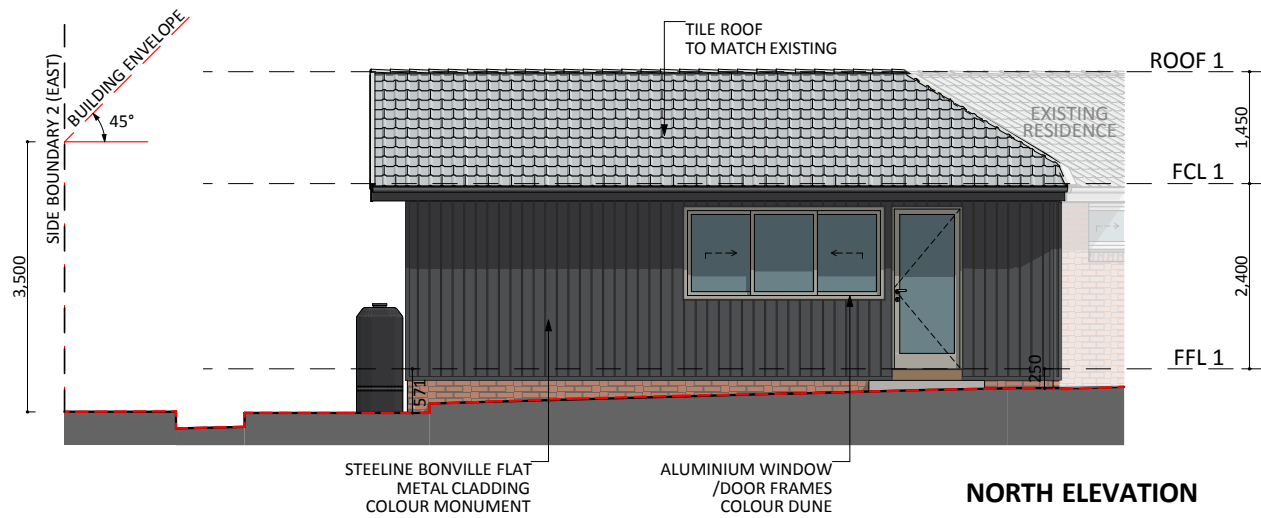 SIDE BOUNDARY 2 (EAST)
BUILDING ENVELOPE
45°
3,500
TILE ROOF
TO MATCH EXISTING
ROOF 1
EXISTING
RESIDENCE
1,450
FCL 1
2,400
FFL 1
571
250
STEELINE BONVILLE FLAT
METAL CLADDING
COLOUR MONUMENT
ALUMINIUM WINDOW
/DOOR FRAMES
COLOUR DUNE
NORTH ELEVATION